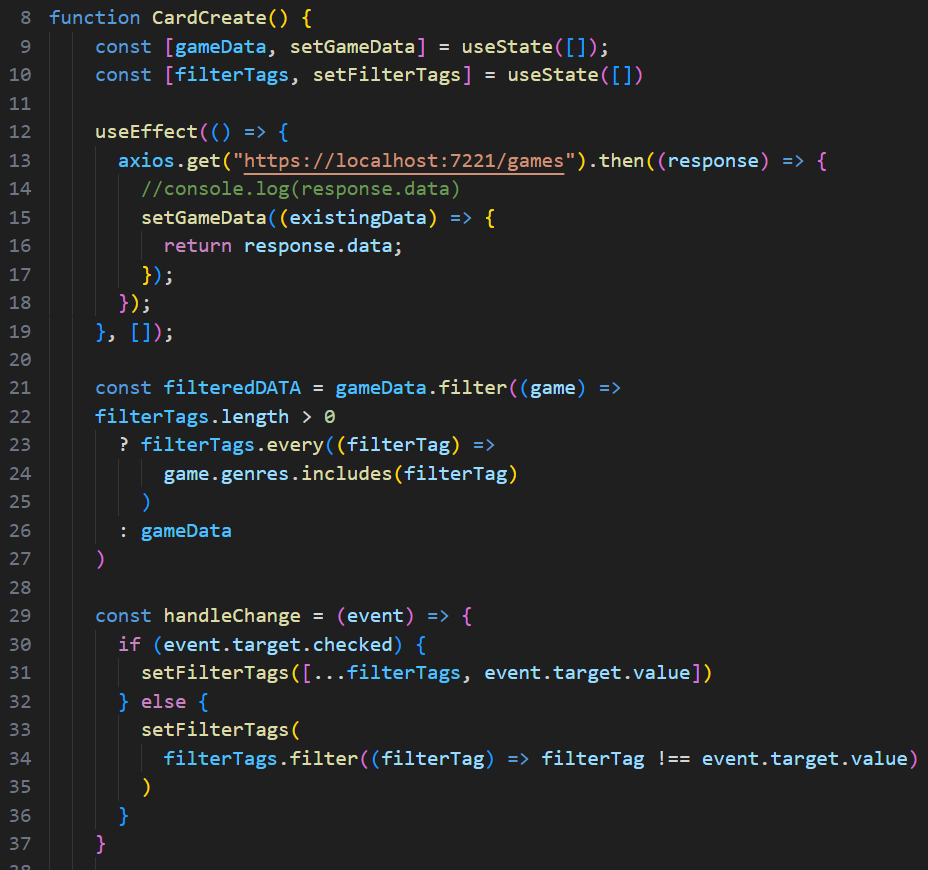 8 function CardCreate() {
9 const [gameData, setGameData] = useState([]);
10 const [filterTags, setFilterTags] = useState([])
11
12 useEffect(() => {
13 axios.get("https://localhost:7221/games").then((response) => {
14 //console.log(response.data)
15 setGameData((existingData) => {
16 return response.data;
17 });
18 });
19 }, []);
20
21 const filteredDATA = gameData.filter((game) =>
22 filterTags.length > 0
23 ? filterTags.every((filterTag) =>
24 game.genres.includes(filterTag)
25 )
26 : gameData
27 )
28
29 const handleChange = (event) => {
30 if (event.target.checked) {
31 setFilterTags([...filterTags, event.target.value])
32 } else {
33 setFilterTags(
34 filterTags.filter((filterTag) => filterTag !== event.target.value)
35 )
36 }
37 }